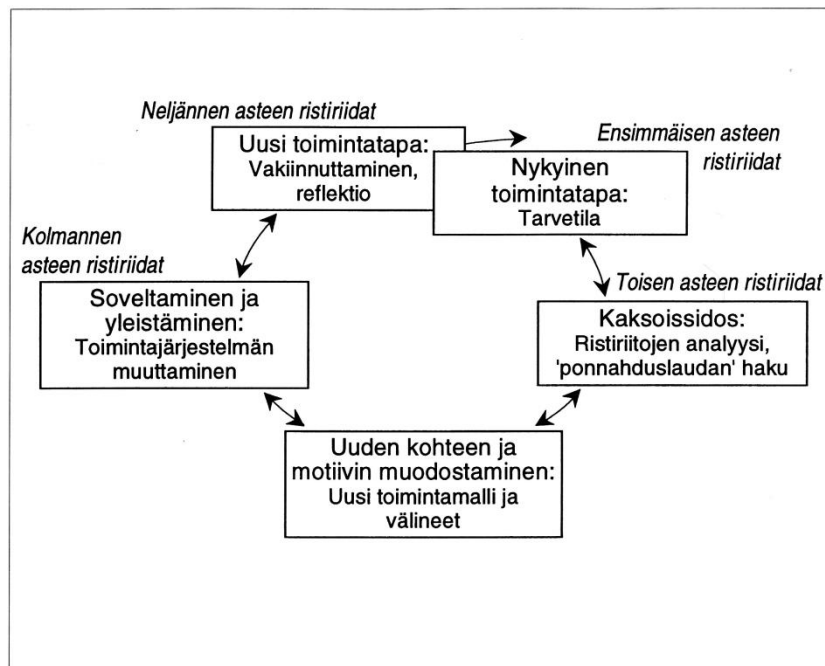 Neljännen asteen ristiriidat
Uusi toimintatapa:
Vakiinnuttaminen,
reflektio
Ensimmäisen asteen
ristiriidat
Nykyinen
toimintatapa:
Tarvetila
Toisen asteen ristiriidat
Kaksoissidos:
Ristiriitojen analyysi,
'ponnahduslaudan' haku
Uuden kohteen ja
motiivin muodostaminen:
Uusi toimintamalli ja
välineet
Kolmannen
asteen ristiriidat
Soveltaminen ja
yleistäminen:
Toimintajärjestelmän
muuttaminen